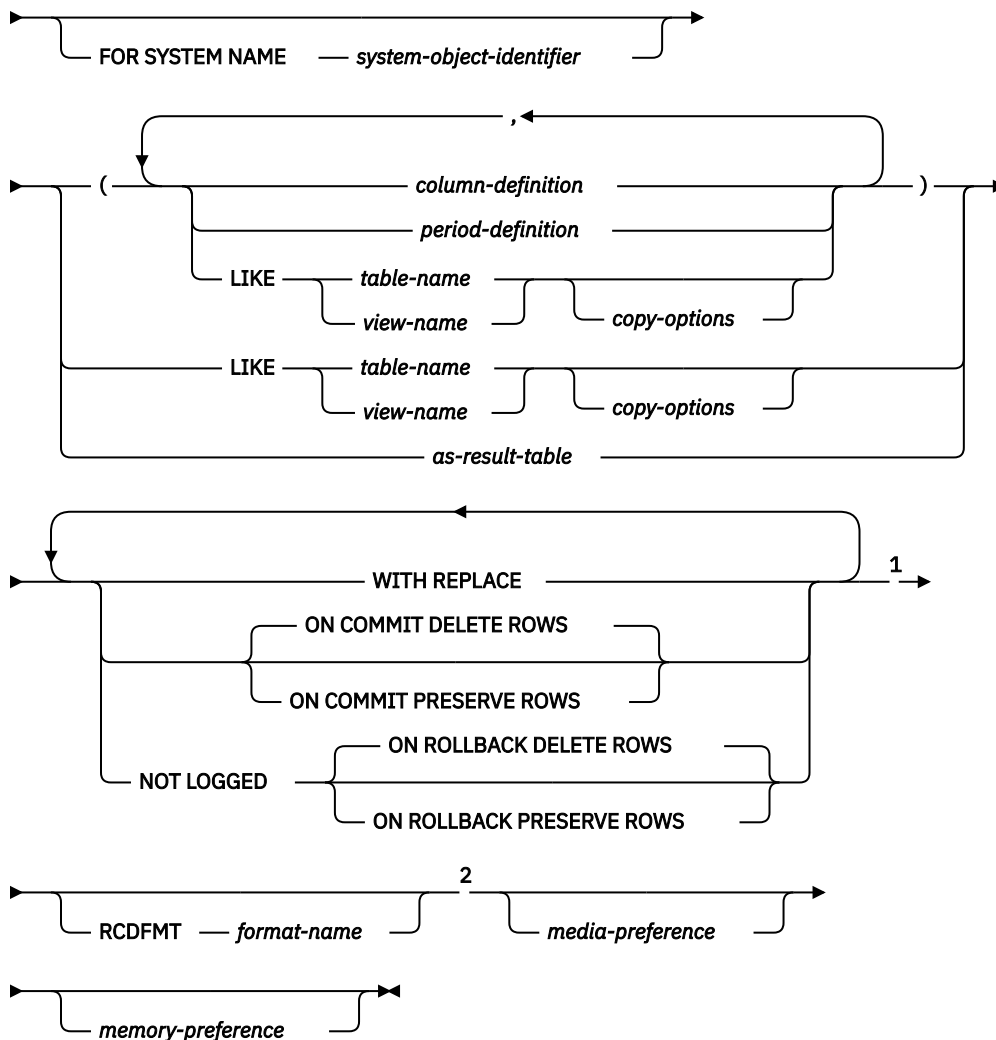 FOR SYSTEM NAME system-object-identifier
,
( column-definition )
period-definition
LIKE table-name
view-name copy-options
LIKE table-name
view-name copy-options
as-result-table
1
WITH REPLACE
ON COMMIT DELETE ROWS
ON COMMIT PRESERVE ROWS
ON ROLLBACK DELETE ROWS
NOT LOGGED
ON ROLLBACK PRESERVE ROWS
2
RCDFMT format-name media-preference
memory-preference